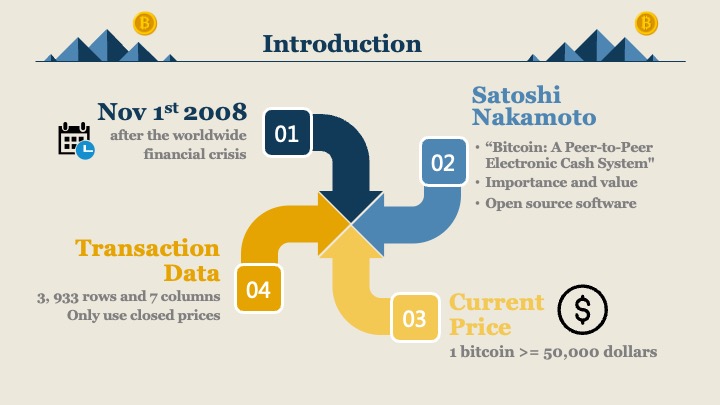 Introduction
Nov 1st 2008
after the worldwide
financial crisis
01
Satoshi
Nakamoto
02
• “Bitcoin: A Peer-to-Peer
Electronic Cash System"
• Importance and value
• Open source software
Transaction
Data
04
3, 933 rows and 7 columns
Only use closed prices
03
Current
Price
$
1 bitcoin >= 50,000 dollars